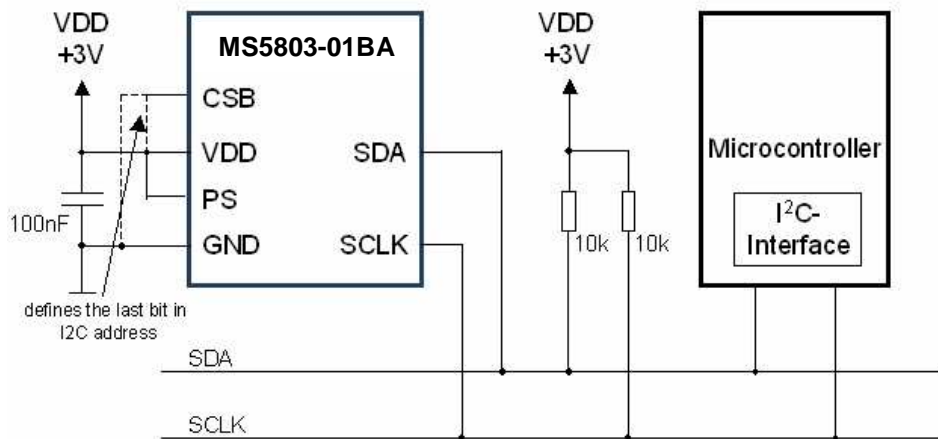 VDD
+3V
MS5803-01BA
CSB
VDD
PS
GND
SDA
SCLK
100nF
defines the last bit in
I2C address
VDD
+3V
10k
10k
Microcontroller
I²C-
Interface
SDA
SCLK